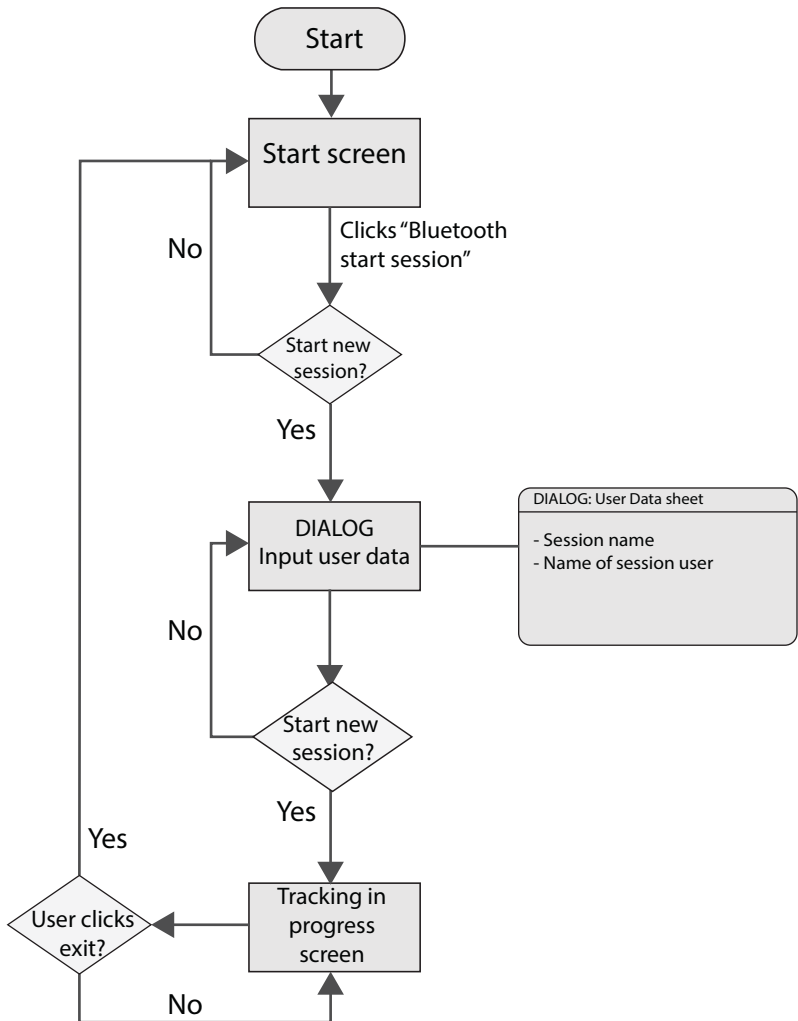 Start
Start screen
Clicks “Bluetooth
start session”
No
Start new
session?
Yes
DIALOG
Input user data
DIALOG: User Data sheet
- Session name
- Name of session user
No
Start new
session?
Yes
Yes
Tracking in
progress
screen
User clicks
exit?
No